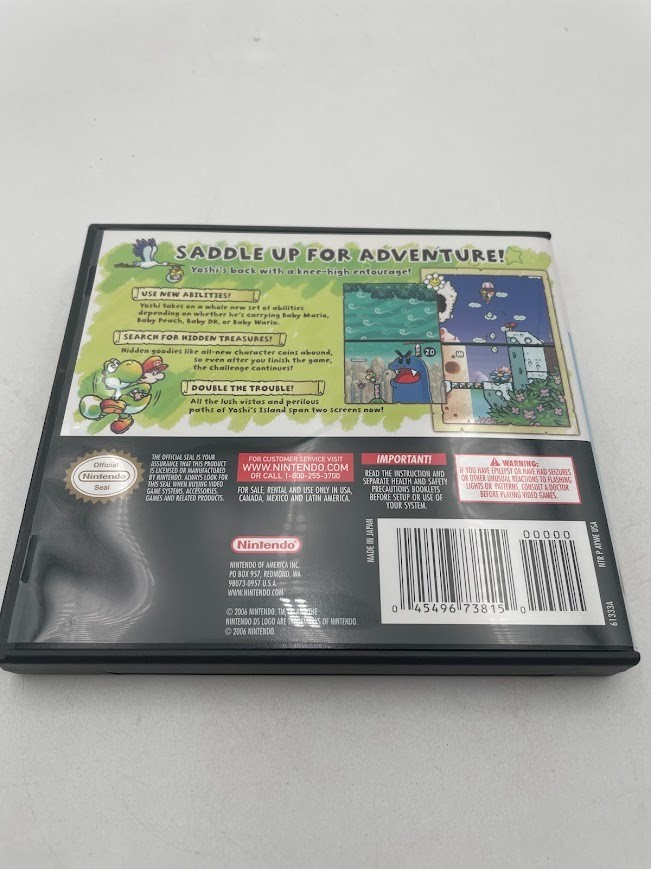 SADDLE UP FOR ADVENTURE!
Yoshi's back with a knee-high entourage!
USE NEW ABILITIES!
Yoshi takes on a whole new set of abilities
depending on whether he's carrying Baby Mario,
Baby Peach, Baby DK, or Baby Wario.
SEARCH FOR HIDDEN TREASURES!
Hidden goodies like all-new character coins abound,
so even after you finish the game,
the challenge continues!
DOUBLE THE TROUBLE!
All the lush vistas and perilous
paths of Yoshi's Island span two screens now!
20
Official
Nintendo
Seal
THE OFFICIAL SEAL IS YOUR
ASSURANCE THAT THIS PRODUCT
IS LICENSED OR MANUFACTURED
BY NINTENDO. ALWAYS LOOK FOR
THIS SEAL WHEN BUYING VIDEO
GAME SYSTEMS, ACCESSORIES,
GAMES AND RELATED PRODUCTS.
FOR CUSTOMER SERVICE VISIT
WWW.NINTENDO.COM
OR CALL 1-800-255-3700
FOR SALE, RENTAL AND USE ONLY IN USA,
CANADA, MEXICO AND LATIN AMERICA.
IMPORTANT!
READ THE INSTRUCTION AND
SEPARATE HEALTH AND SAFETY
PRECAUTIONS BOOKLETS
BEFORE SETUP OR USE OF
YOUR SYSTEM.
WARNING:
IF YOU HAVE EPILEPSY OR HAVE HAD SEIZURES
OR OTHER UNUSUAL REACTIONS TO FLASHING
LIGHTS OR PATTERNS, CONSULT A DOCTOR
BEFORE PLAYING VIDEO GAMES.
Nintendo
NINTENDO OF AMERICA INC.
PO BOX 957, REDMOND, WA
98073-0957 U.S.A.
WWW.NINTENDO.COM
© 2006 NINTENDO. TM, AND THE
NINTENDO DS LOGO ARE OF NINTENDO.
© 2006 NINTENDO.
MADE IN JAPAN
00000
0 45496 73815 0
NTR P AYWE USA
61333A